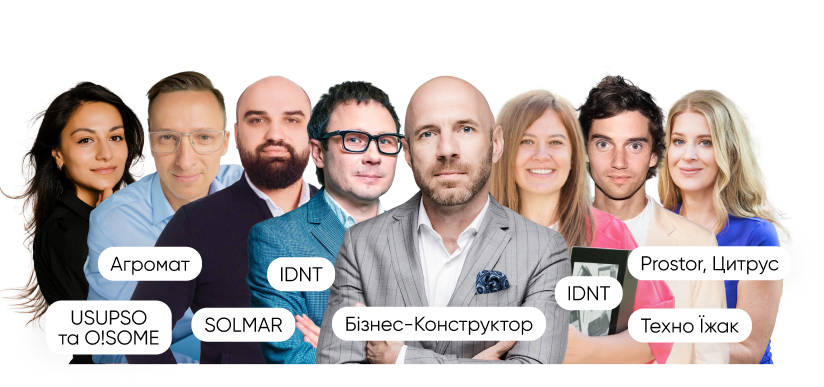 Агромат
IDNT
Prostor, Цитрус
IDNT
USUPSO
та O!SOME
SOLMAR
Бізнес-Конструктор
Техно Їжак